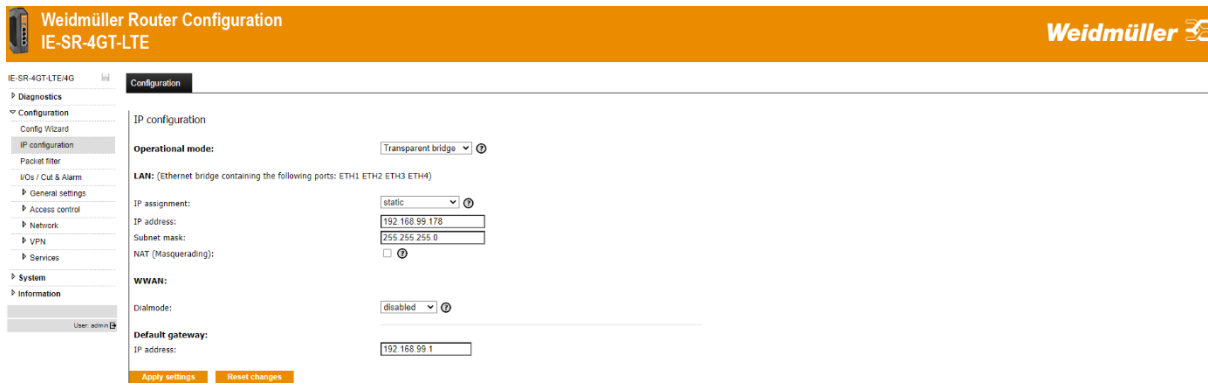 Weidmüller Router Configuration
IE-SR-4GT-LTE
Weidmüller
IE-SR-4GT-LTE/4G
Diagnostics
Configuration
Config Wizard
IP configuration
Packet filter
I/Os / Cut & Alarm
General settings
Access control
Network
VPN
Services
System
Information
User: admin
Configuration
IP configuration
Operational mode: Transparent bridge
LAN: (Ethernet bridge containing the following ports: ETH1 ETH2 ETH3 ETH4)
IP assignment: static
IP address: 192.168.99.178
Subnet mask: 255.255.255.0
NAT (Masquerading):
WWAN:
Dialmode: disabled
Default gateway:
IP address: 192.168.99.1
Apply settings Reset changes